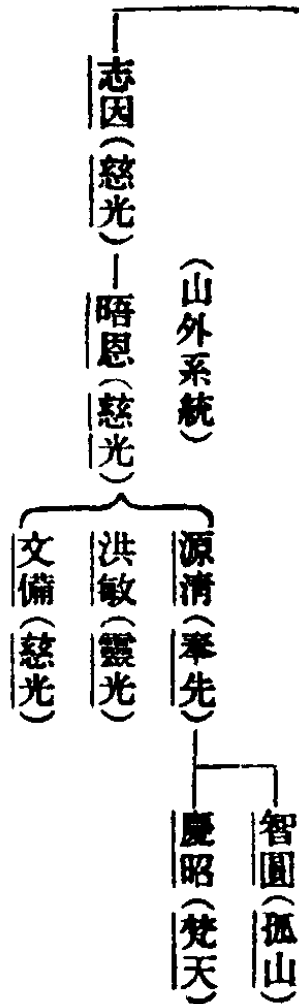 (山外系統)
志因(慈光)
晤恩(慈光)
源清(奉先)
洪敏(靈光)
文備(慈光)
智圓(孤山)
慶昭(梵天)